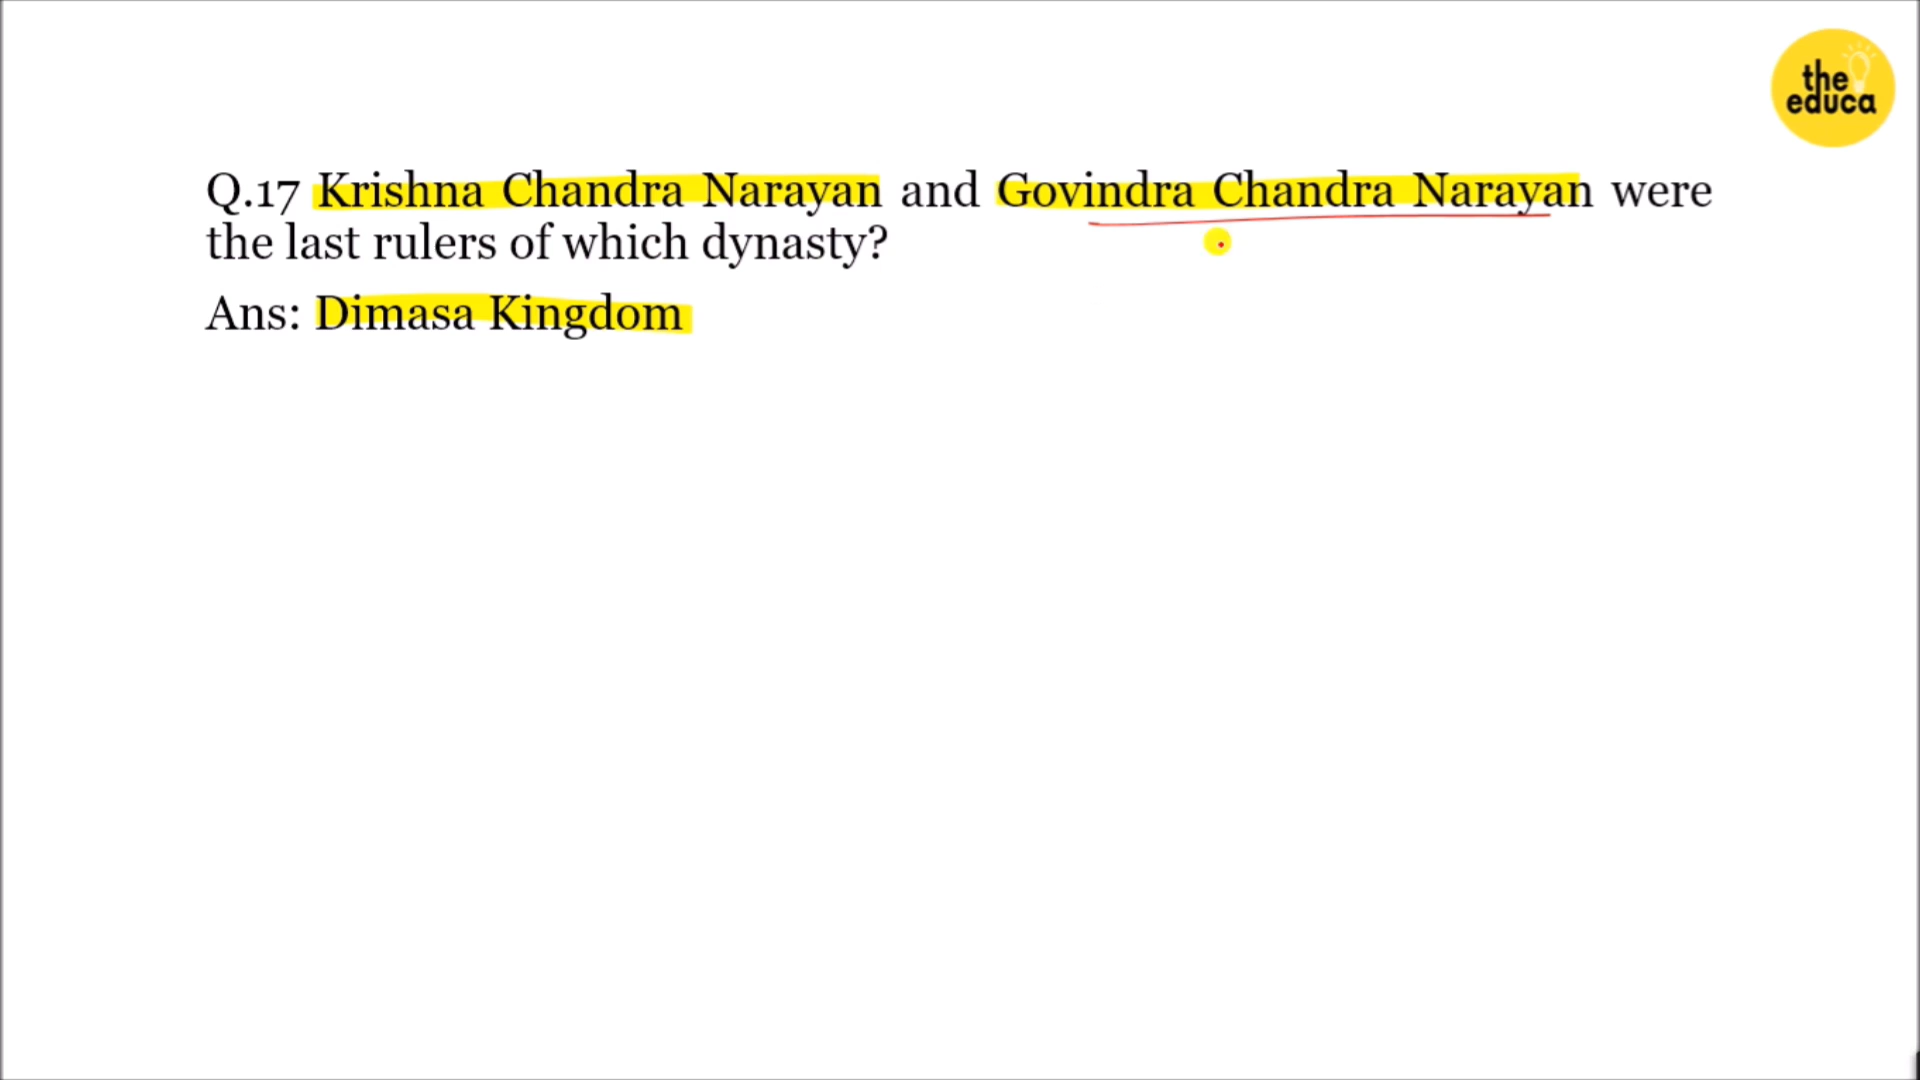 the
educa
Q.17 Krishna Chandra Narayan and Govindra Chandra Narayan were
the last rulers of which dynasty?
Ans: Dimasa Kingdom